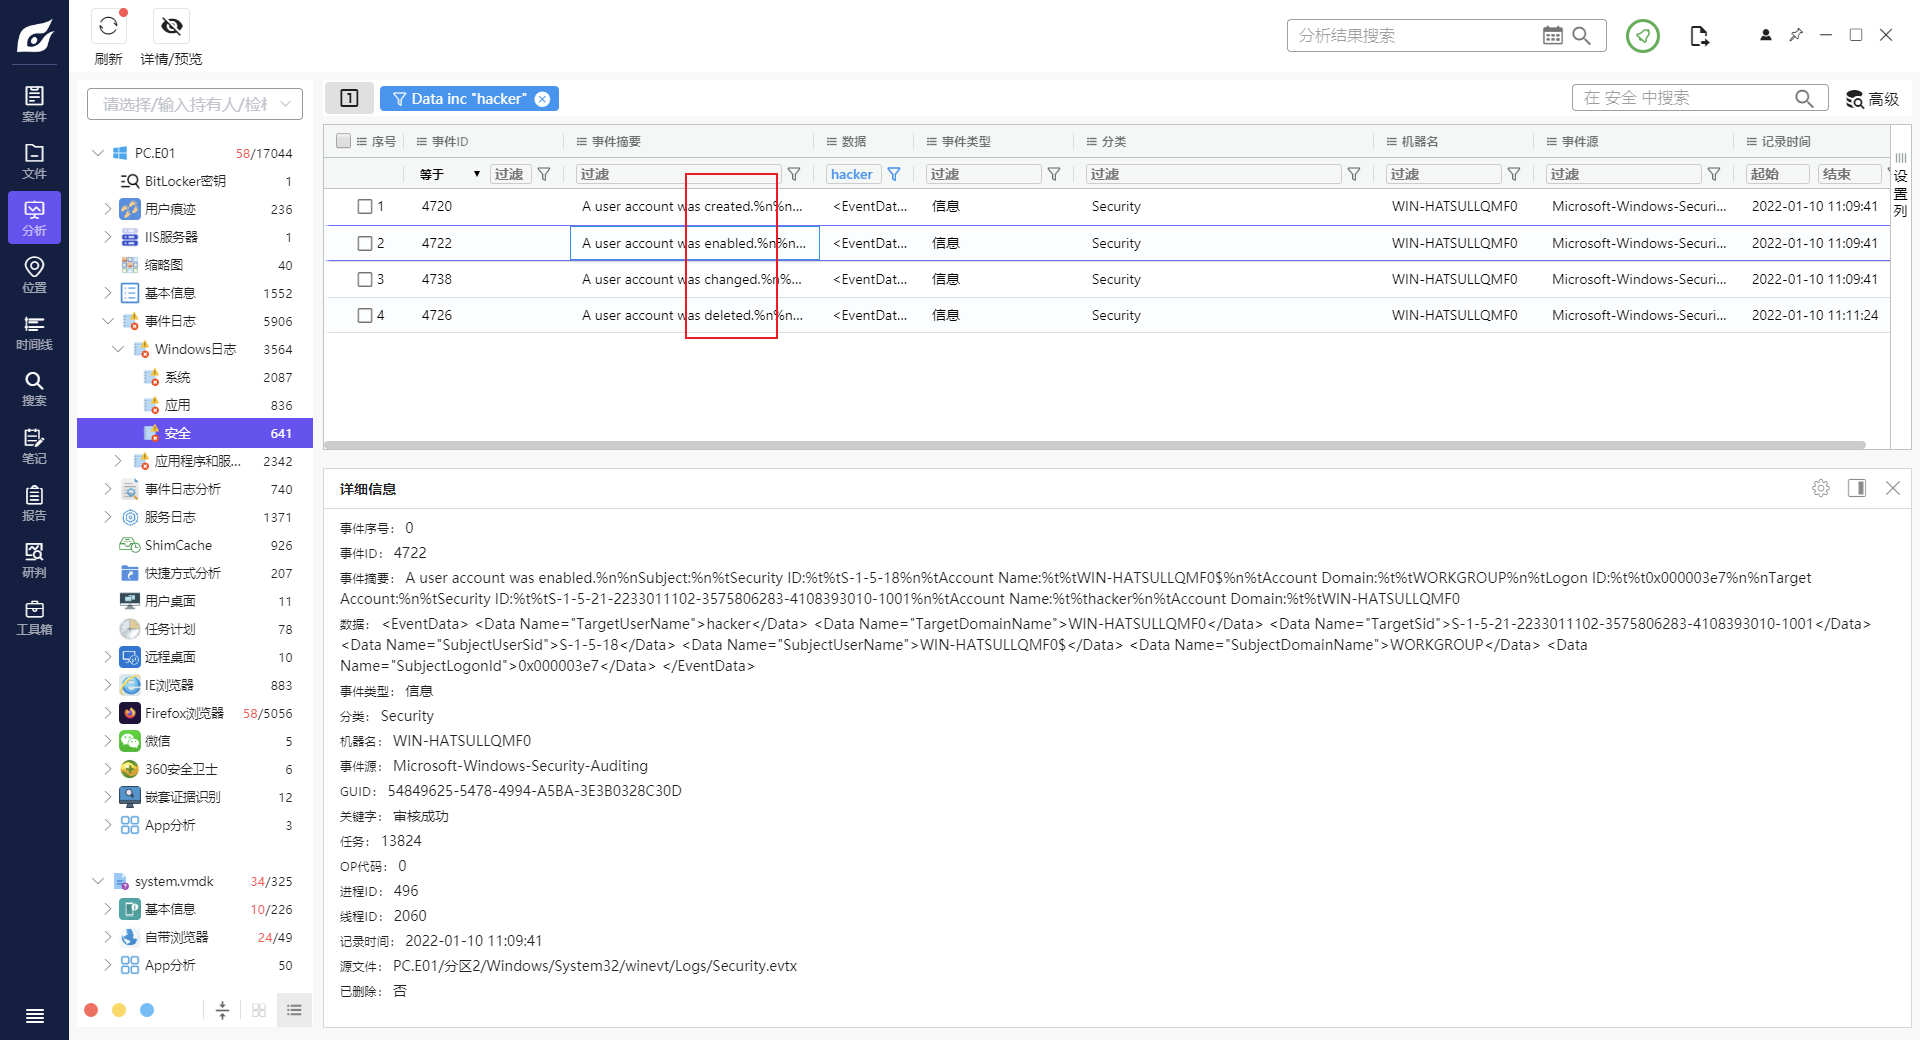 刷新
详情/预览
分析结果搜索
案件
文件
分析
位置
时间线
搜索
笔记
报告
研判
工具箱
请选择/输入持有人/检材
PC.E01 58/17044
BitLocker密钥 1
用户痕迹 236
IIS服务器 1
缩略图 40
基本信息 1552
事件日志 5906
Windows日志 3564
系统 2087
应用 836
安全 641
应用程序和服... 2342
事件日志分析 740
服务日志 1371
ShimCache 926
快捷方式分析 207
用户桌面 11
任务计划 78
远程桌面 10
IE浏览器 883
Firefox浏览器 58/5056
微信 5
360安全卫士 6
嵌套证据识别 12
App分析 3
system.vmdk 34/325
基本信息 10/226
自带浏览器 24/49
App分析 50
1 Data inc "hacker"
在 安全 中搜索 高级
序号 事件ID 事件摘要 数据 事件类型 分类 机器名 事件源 记录时间
等于 过滤 过滤 hacker 过滤 过滤 过滤 过滤 起始 结束
设置列
1 4720 A user account was created.%n%n... <EventDat... 信息 Security WIN-HATSULLQMF0 Microsoft-Windows-Securi... 2022-01-10 11:09:41
2 4722 A user account was enabled.%n%n... <EventDat... 信息 Security WIN-HATSULLQMF0 Microsoft-Windows-Securi... 2022-01-10 11:09:41
3 4738 A user account was changed.%n%... <EventDat... 信息 Security WIN-HATSULLQMF0 Microsoft-Windows-Securi... 2022-01-10 11:09:41
4 4726 A user account was deleted.%n%n... <EventDat... 信息 Security WIN-HATSULLQMF0 Microsoft-Windows-Securi... 2022-01-10 11:11:24
详细信息
事件序号: 0
事件ID: 4722
事件摘要: A user account was enabled.%n%nSubject:%n%tSecurity ID:%t%tS-1-5-18%n%tAccount Name:%t%tWIN-HATSULLQMF0$%n%tAccount Domain:%t%tWORKGROUP%n%tLogon ID:%t%t0x000003e7%n%nTarget
Account:%n%tSecurity ID:%t%tS-1-5-21-2233011102-3575806283-4108393010-1001%n%tAccount Name:%t%thacker%n%tAccount Domain:%t%tWIN-HATSULLQMF0
数据: <EventData> <Data Name="TargetUserName">hacker</Data> <Data Name="TargetDomainName">WIN-HATSULLQMF0</Data> <Data Name="TargetSid">S-1-5-21-2233011102-3575806283-4108393010-1001</Data>
<Data Name="SubjectUserSid">S-1-5-18</Data> <Data Name="SubjectUserName">WIN-HATSULLQMF0$</Data> <Data Name="SubjectDomainName">WORKGROUP</Data> <Data
Name="SubjectLogonId">0x000003e7</Data> </EventData>
事件类型: 信息
分类: Security
机器名: WIN-HATSULLQMF0
事件源: Microsoft-Windows-Security-Auditing
GUID: 54849625-5478-4994-A5BA-3E3B0328C30D
关键字: 审核成功
任务: 13824
OP代码: 0
进程ID: 496
线程ID: 2060
记录时间: 2022-01-10 11:09:41
源文件: PC.E01/分区2/Windows/System32/winevt/Logs/Security.evtx
已删除: 否